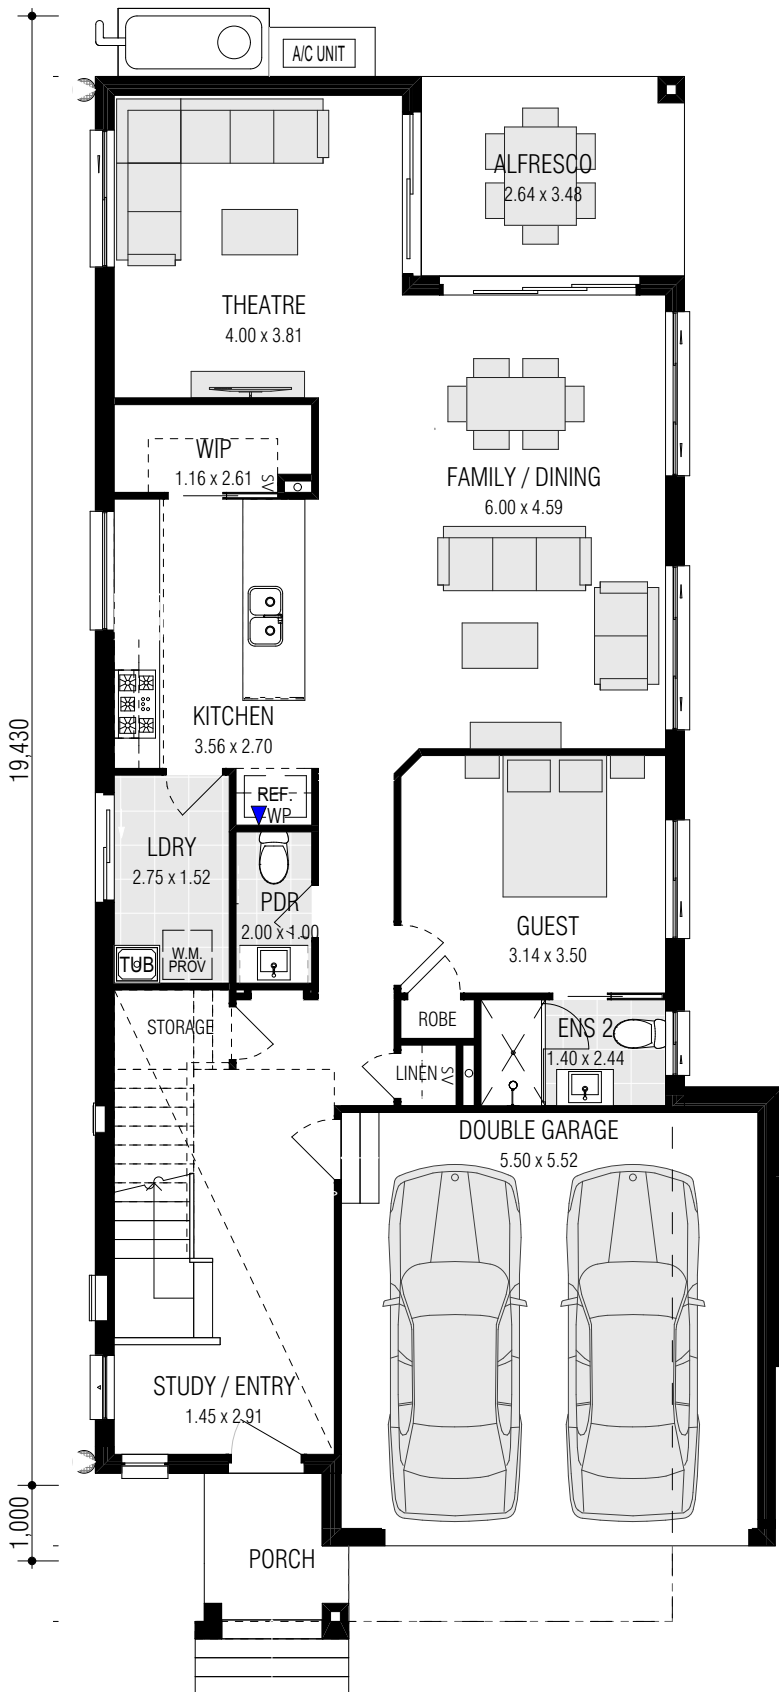 A/C UNIT
ALFRESCO
2.64 x 3.48
THEATRE
4.00 x 3.81
WIP
1.16 x 2.61
SV
FAMILY / DINING
6.00 x 4.59
19,430
KITCHEN
3.56 x 2.70
REF.
WP
LDRY
2.75 x 1.52
PDR
2.00 x 1.00
GUEST
3.14 x 3.50
TUB
W.M.
PROV
STORAGE
ROBE
ENS 2
1.40 x 2.44
LINEN
SV
DOUBLE GARAGE
5.50 x 5.52
STUDY / ENTRY
1.45 x 2.91
1,000
PORCH